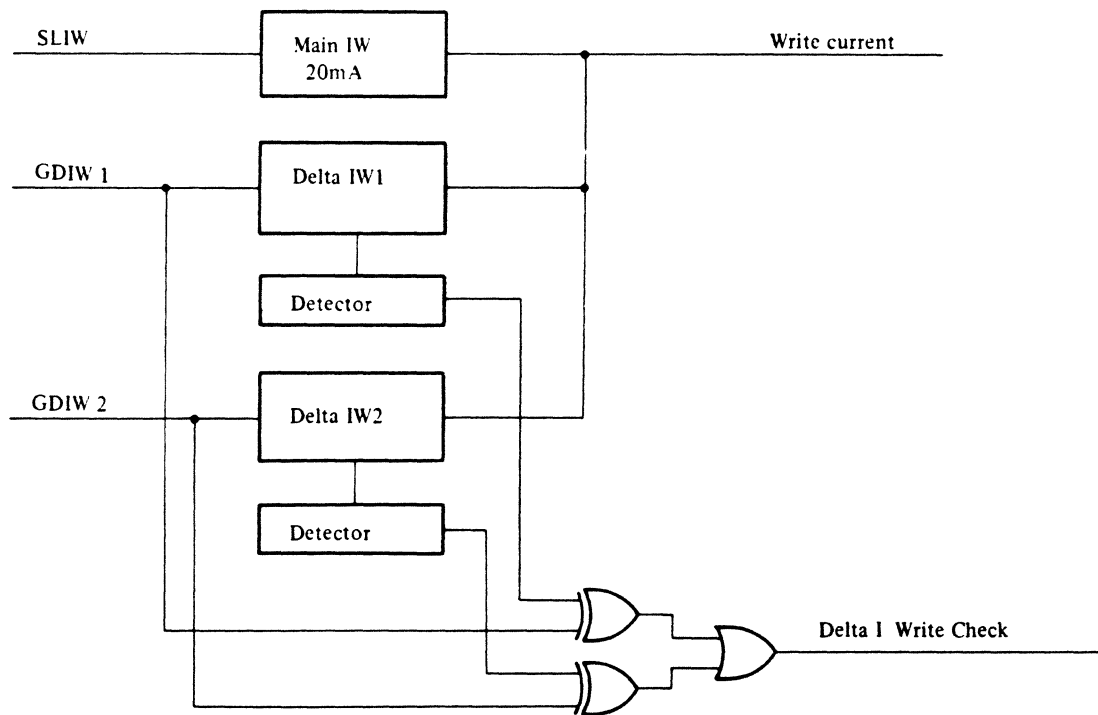 SLIW
Main IW
20mA
Write current
GDIW 1
Delta IW1
Detector
GDIW 2
Delta IW2
Detector
Delta I Write Check